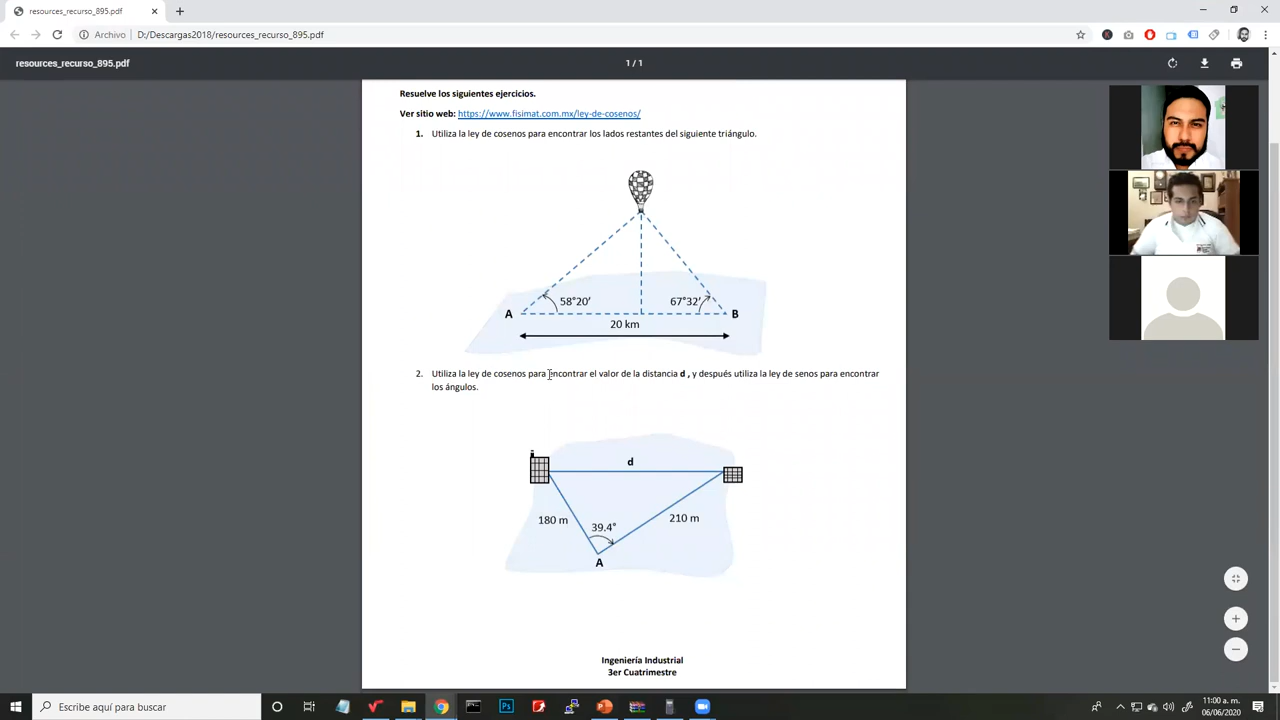 resources_recurso_895.pdf
Archivo
D:/Descargas2018/resources_recurso_895.pdf
resources_recurso_895.pdf
1 / 1
Resuelve los siguientes ejercicios.
Ver sitio web: https://www.fisimat.com.mx/ley-de-cosenos/
1. Utiliza la ley de cosenos para encontrar los lados restantes del siguiente triángulo.
58°20′
67°32′
A
B
20 km
2. Utiliza la ley de cosenos para encontrar el valor de la distancia d , y después utiliza la ley de senos para encontrar
los ángulos.
d
180 m
39.4°
210 m
A
Ingeniería Industrial
3er Cuatrimestre
Escribe aquí para buscar
Ps
11:00 a. m.
06/06/2020